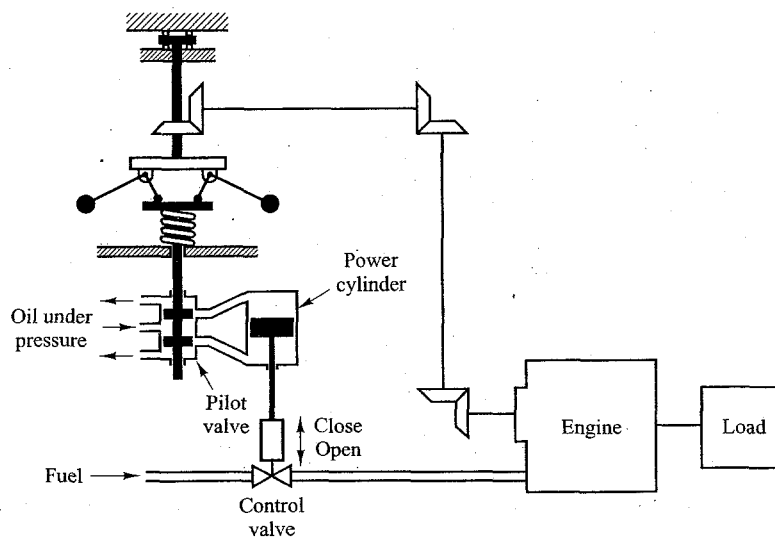 Power
cylinder
Oil under
pressure
Pilot
valve
Close
Open
Engine
Load
Fuel
Control
valve